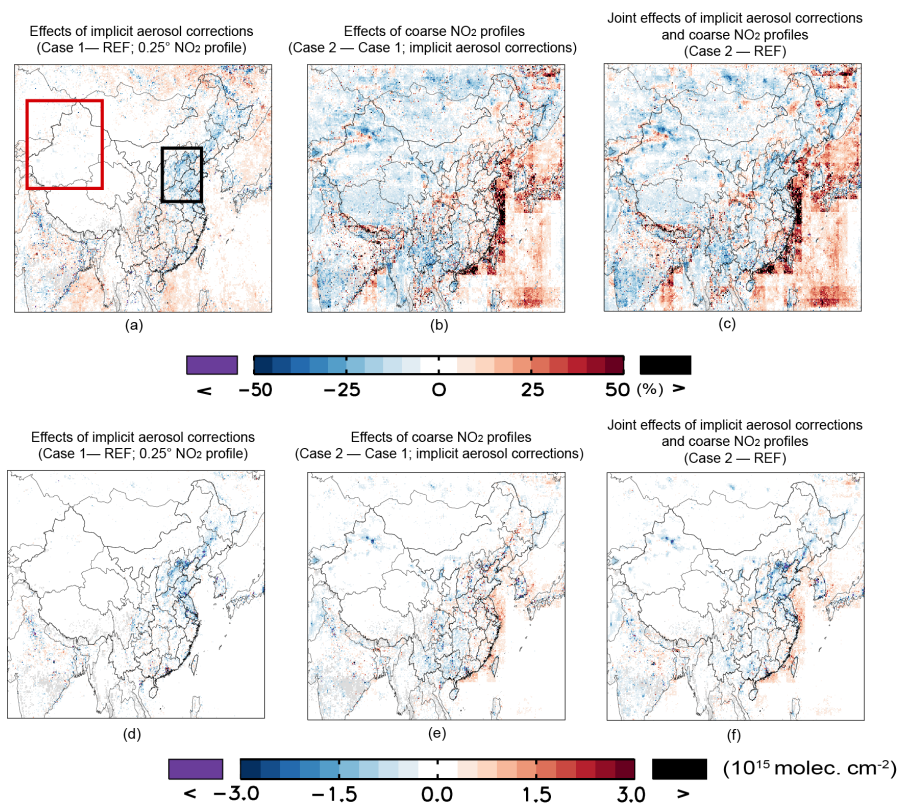 Effects of implicit aerosol corrections
(Case 1— REF; 0.25° NO2 profile)
Effects of coarse NO2 profiles
(Case 2 — Case 1; implicit aerosol corrections)
Joint effects of implicit aerosol corrections
and coarse NO2 profiles
(Case 2 — REF)
(a)
(b)
(c)
< -50 -25 0 25 50 (%) >
Effects of implicit aerosol corrections
(Case 1— REF; 0.25° NO2 profile)
Effects of coarse NO2 profiles
(Case 2 — Case 1; implicit aerosol corrections)
Joint effects of implicit aerosol corrections
and coarse NO2 profiles
(Case 2 — REF)
(d)
(e)
(f)
< -3.0 -1.5 0.0 1.5 3.0 > (10¹⁵ molec. cm⁻²)